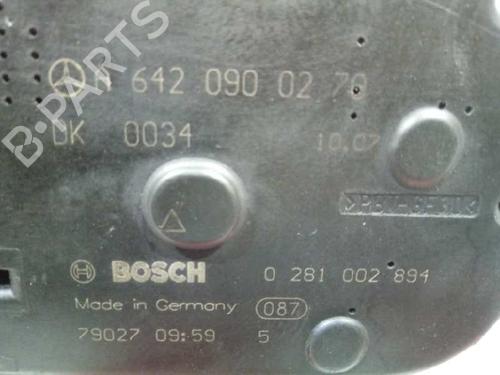 A 642 090 02 70
DK 0034
10.07
>PBT-GF30<
BOSCH 0 281 002 894
Made in Germany 087
79027 09:59 5
B-PARTS